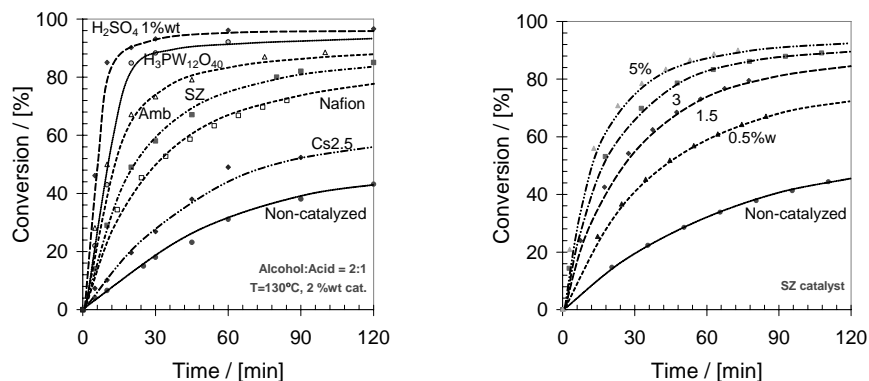 100
80
60
40
20
0
Conversion / [%]
H2SO4 1%wt
H3PW12O40
SZ
Amb
Nafion
Cs2.5
Non-catalyzed
Alcohol:Acid = 2:1
T=130°C, 2 %wt cat.
0 30 60 90 120
Time / [min]
100
80
60
40
20
0
Conversion / [%]
5%
3
1.5
0.5%w
Non-catalyzed
SZ catalyst
0 30 60 90 120
Time / [min]